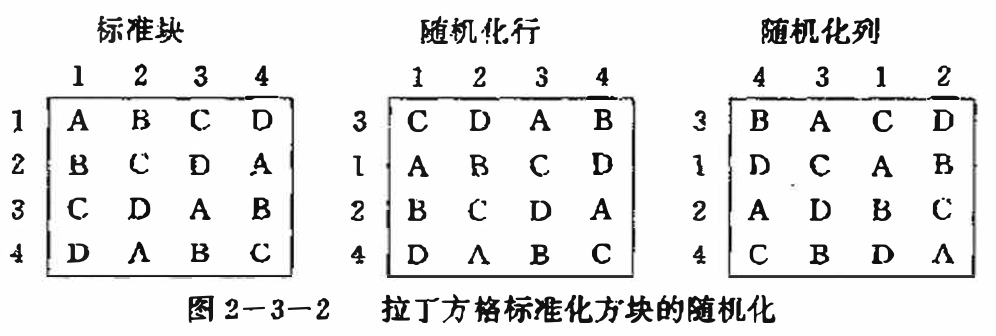 标准块 随机化行 随机化列
1 2 3 4 1 2 3 4 4 3 1 2
1 A B C D 3 C D A B 3 B A C D
2 B C D A 1 A B C D 1 D C A B
3 C D A B 2 B C D A 2 A D B C
4 D A B C 4 D A B C 4 C B D A
图2-3-2 拉丁方格标准化方块的随机化